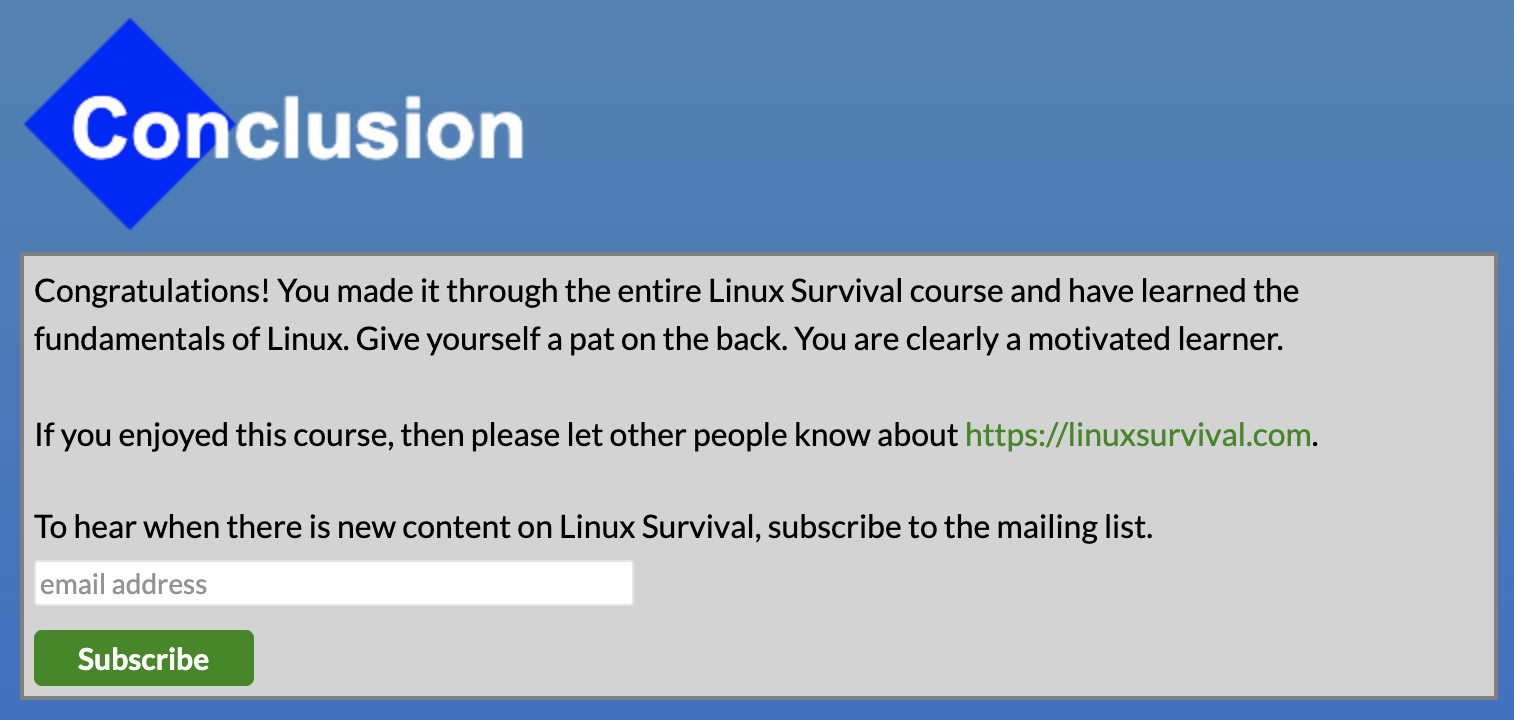 Conclusion
Congratulations! You made it through the entire Linux Survival course and have learned the
fundamentals of Linux. Give yourself a pat on the back. You are clearly a motivated learner.
If you enjoyed this course, then please let other people know about https://linuxsurvival.com.
To hear when there is new content on Linux Survival, subscribe to the mailing list.
email address
Subscribe